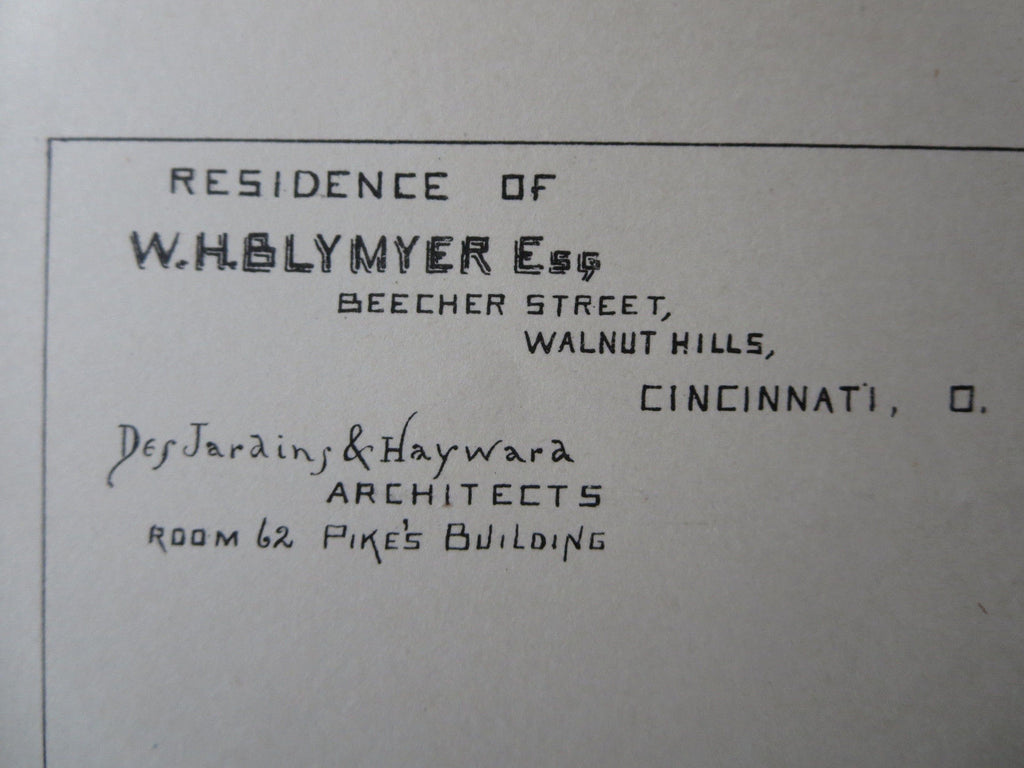 RESIDENCE OF
W.H.BLYMYER Esq
BEECHER STREET,
WALNUT HILLS,
CINCINNATI, O.
DesJardins & Hayward
ARCHITECTS
ROOM 62 PIKE'S BUILDING